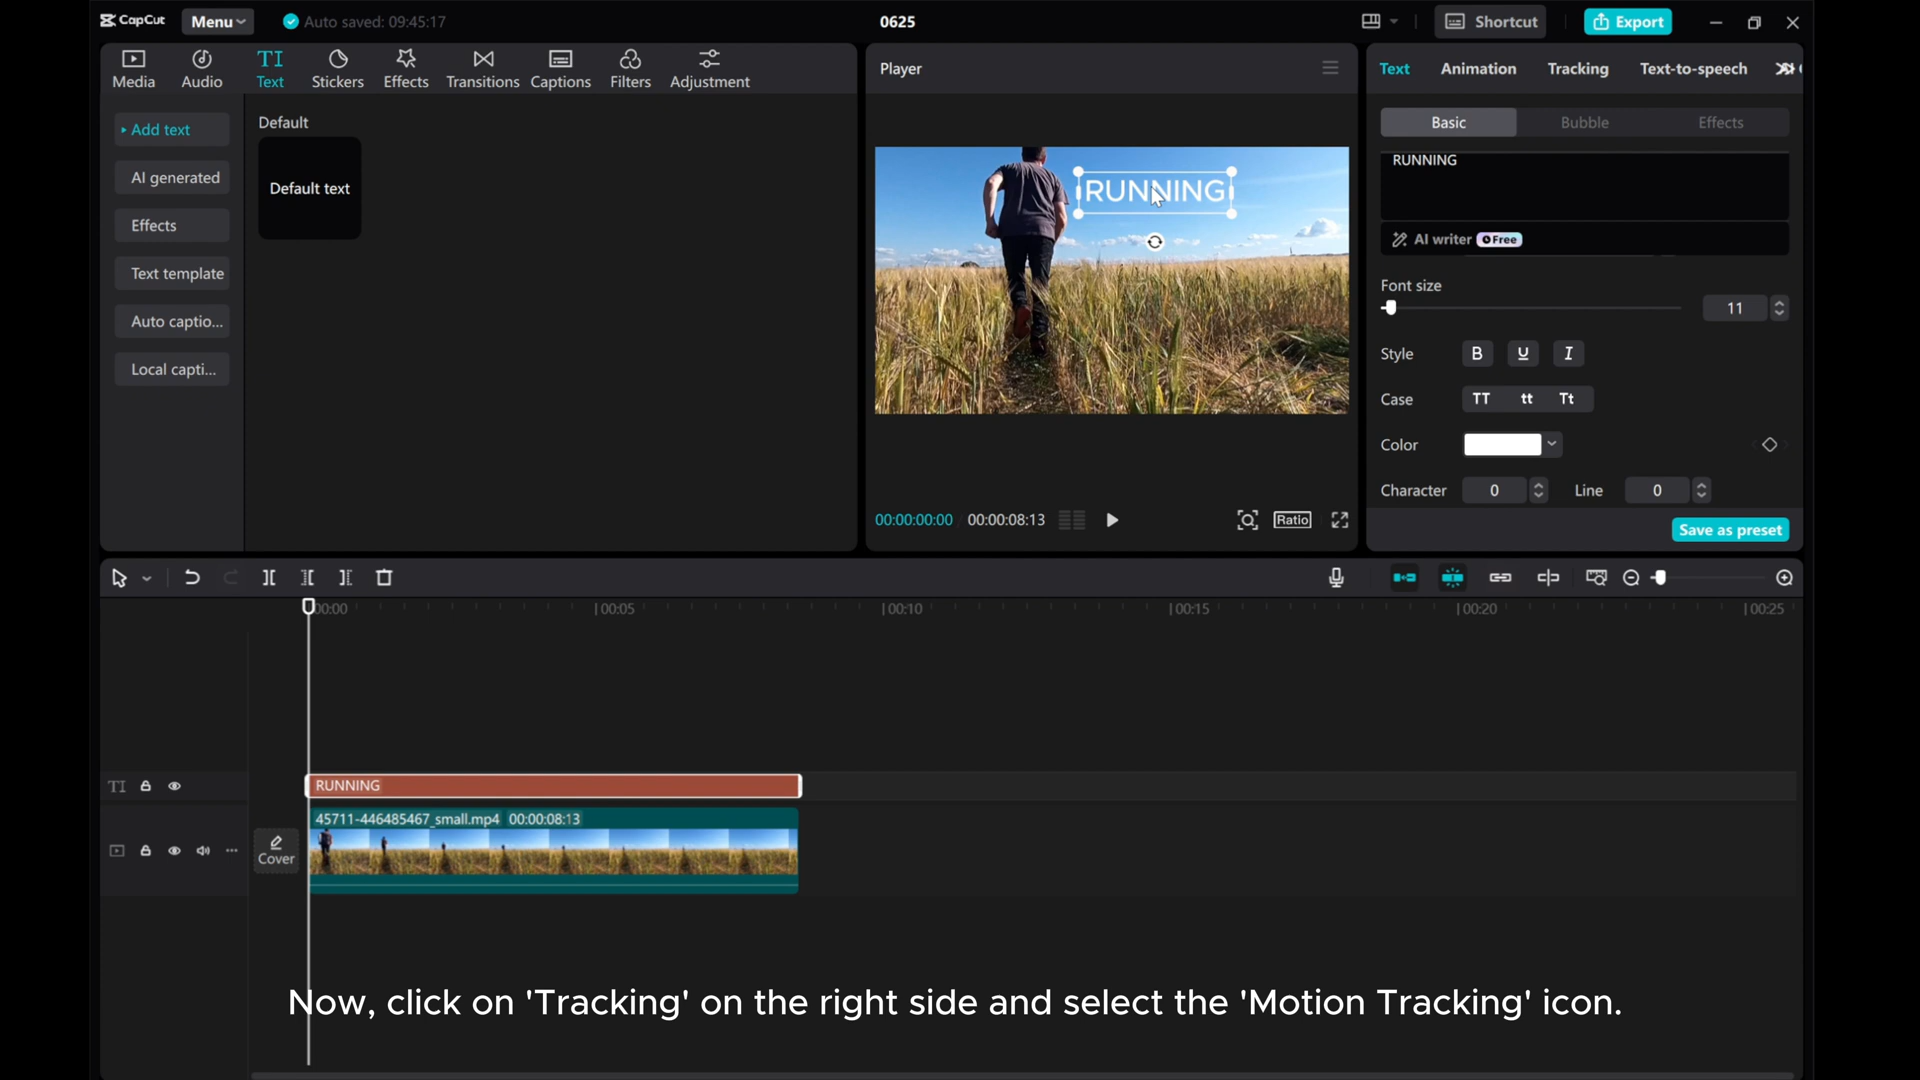 CapCut
Menu
Auto saved: 09:45:17
0625
Shortcut
Export
Media
Audio
TI
Text
Stickers
Effects
Transitions
Captions
Filters
Adjustment
Add text
AI generated
Effects
Text template
Auto captio...
Local capti...
Default
Default text
Player
RUNNING
00:00:00:00
00:00:08:13
Ratio
Text
Animation
Tracking
Text-to-speech
Basic
Bubble
Effects
RUNNING
AI writer
Free
Font size
11
Style
B
U
I
Case
TT
tt
Tt
Color
Character
0
Line
0
Save as preset
00:00
00:05
00:10
00:15
00:20
00:25
TI
RUNNING
45711-446485467_small.mp4 00:00:08:13
Cover
Now, click on 'Tracking' on the right side and select the 'Motion Tracking' icon.